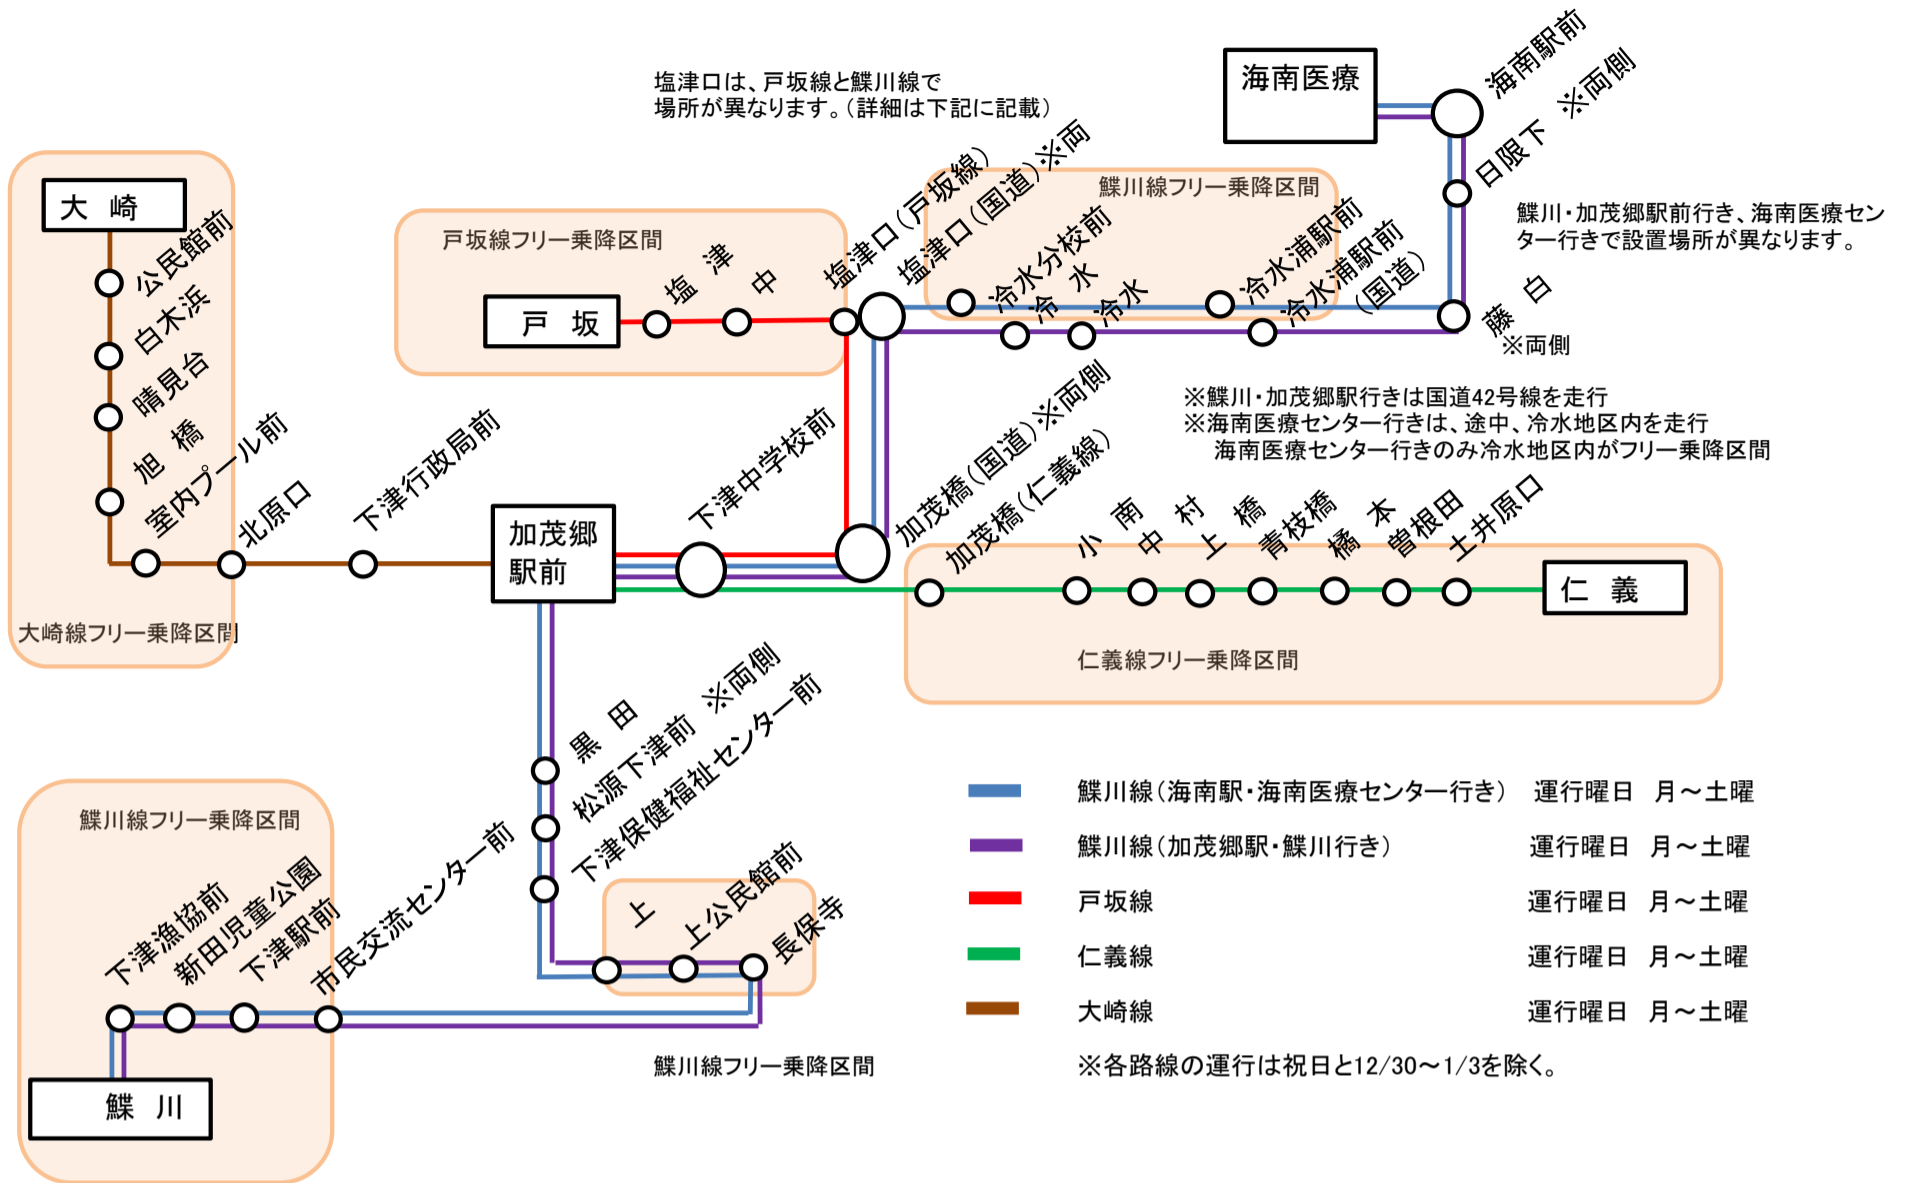 塩津口は、戸坂線と鰈川線で
場所が異なります。（詳細は下記に記載）
海南医療
海南駅前
日限下　※両側
鰈川・加茂郷駅前行き、海南医療セン
ター行きで設置場所が異なります。
藤　白
※両側
大　崎
公民館前
白木浜
晴見台
旭　橋
室内プール前
北原口
下津行政局前
大崎線フリー乗降区間
戸坂線フリー乗降区間
戸　坂
塩　津
中
塩津口（戸坂線）
塩津口（国道）※両
鰈川線フリー乗降区間
冷水分校前
冷　水
冷水
冷水浦駅前
冷水浦駅前
（国道）
※鰈川・加茂郷駅行きは国道42号線を走行
※海南医療センター行きは、途中、冷水地区内を走行
海南医療センター行きのみ冷水地区内がフリー乗降区間
加茂郷
駅前
下津中学校前
加茂橋（国道）※両側
加茂橋（仁義線）
小　南
中　村
上　橋
青枝橋
橘　本
曽根田
土井原口
仁　義
仁義線フリー乗降区間
黒　田
松源下津前　※両側
下津保健福祉センター前
上
上公民館前
長保寺
鰈川線フリー乗降区間
下津漁協前
新田児童公園
下津駅前
市民交流センター前
鰈　川
鰈川線フリー乗降区間
鰈川線（海南駅・海南医療センター行き）　運行曜日　月～土曜
鰈川線（加茂郷駅・鰈川行き）　運行曜日　月～土曜
戸坂線　運行曜日　月～土曜
仁義線　運行曜日　月～土曜
大崎線　運行曜日　月～土曜
※各路線の運行は祝日と12/30～1/3を除く。